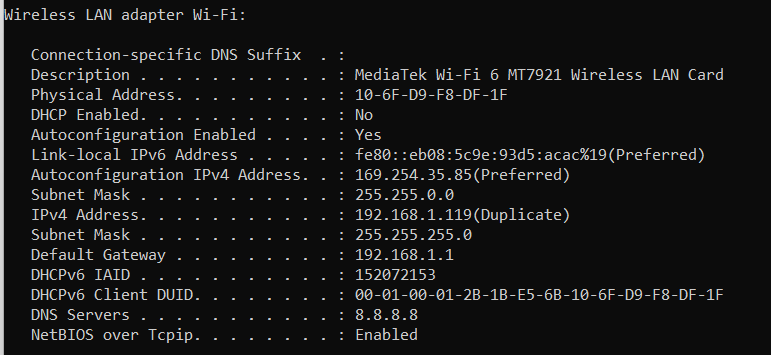 Wireless LAN adapter Wi-Fi:
Connection-specific DNS Suffix  . :
Description . . . . . . . . . . . : MediaTek Wi-Fi 6 MT7921 Wireless LAN Card
Physical Address. . . . . . . . . : 10-6F-D9-F8-DF-1F
DHCP Enabled. . . . . . . . . . . : No
Autoconfiguration Enabled . . . . : Yes
Link-local IPv6 Address . . . . . : fe80::eb08:5c9e:93d5:acac%19(Preferred)
Autoconfiguration IPv4 Address. . : 169.254.35.85(Preferred)
Subnet Mask . . . . . . . . . . . : 255.255.0.0
IPv4 Address. . . . . . . . . . . : 192.168.1.119(Duplicate)
Subnet Mask . . . . . . . . . . . : 255.255.255.0
Default Gateway . . . . . . . . . : 192.168.1.1
DHCPv6 IAID . . . . . . . . . . . : 152072153
DHCPv6 Client DUID. . . . . . . . : 00-01-00-01-2B-1B-E5-6B-10-6F-D9-F8-DF-1F
DNS Servers . . . . . . . . . . . : 8.8.8.8
NetBIOS over Tcpip. . . . . . . . : Enabled